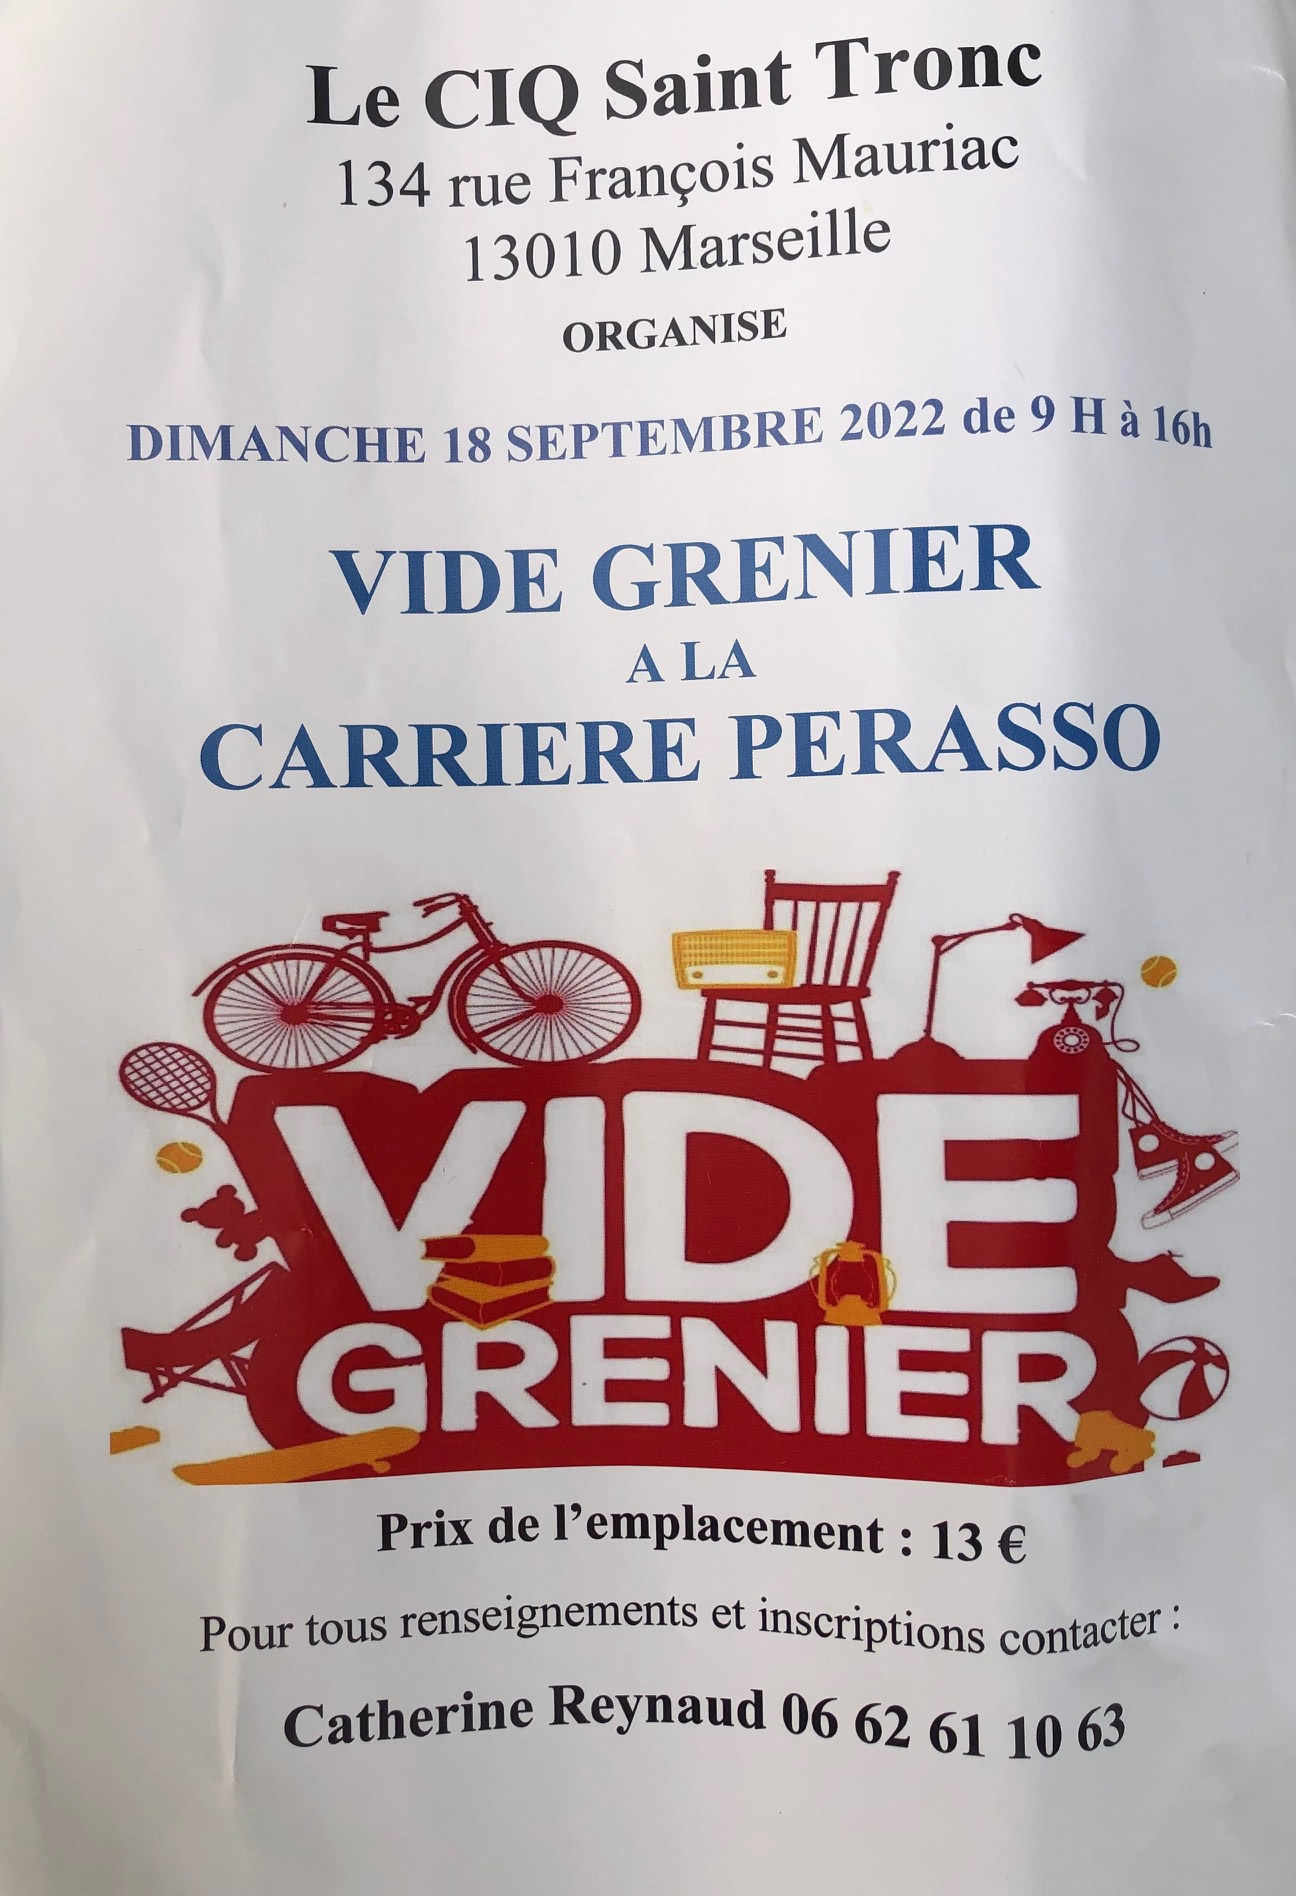 Le CIQ Saint Tronc
134 rue François Mauriac
13010 Marseille
ORGANISE
DIMANCHE 18 SEPTEMBRE 2022 de 9 H à 16h
VIDE GRENIER
A LA
CARRIERE PERASSO
VIDE
GRENIER
Prix de l’emplacement : 13 €
Pour tous renseignements et inscriptions contacter :
Catherine Reynaud 06 62 61 10 63